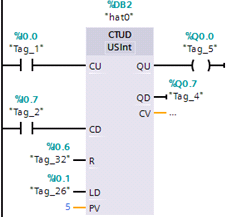 %DB2
"hat0"
%I0.0
"Tag_1"
CTUD
USInt
%Q0.0
"Tag_5"
CU
QU
%I0.7
"Tag_2"
%Q0.7
QD
"Tag_4"
CV
...
CD
%I0.6
"Tag_32"
R
%I0.1
"Tag_26"
LD
5
PV